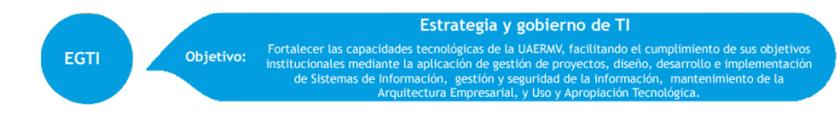 Estrategia y gobierno de TI
EGTI
Objetivo:
Fortalecer las capacidades tecnológicas de la UAERMV, facilitando el cumplimiento de sus objetivos
institucionales mediante la aplicación de gestión de proyectos, diseño, desarrollo e implementación
de Sistemas de Información, gestión y seguridad de la información, mantenimiento de la
Arquitectura Empresarial, y Uso y Apropiación Tecnológica.